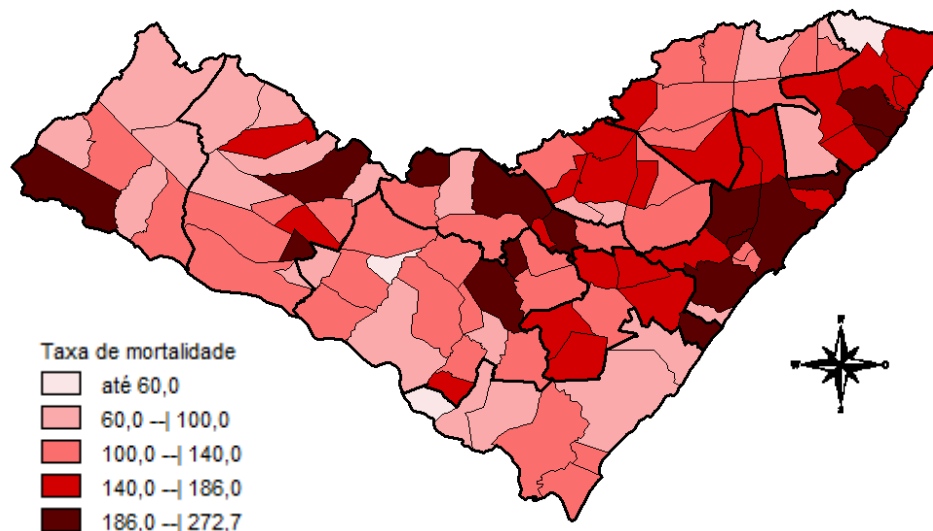 Taxa de mortalidade
até 60,0
60,0 --| 100,0
100,0 --| 140,0
140,0 --| 186,0
186,0 --| 272,7